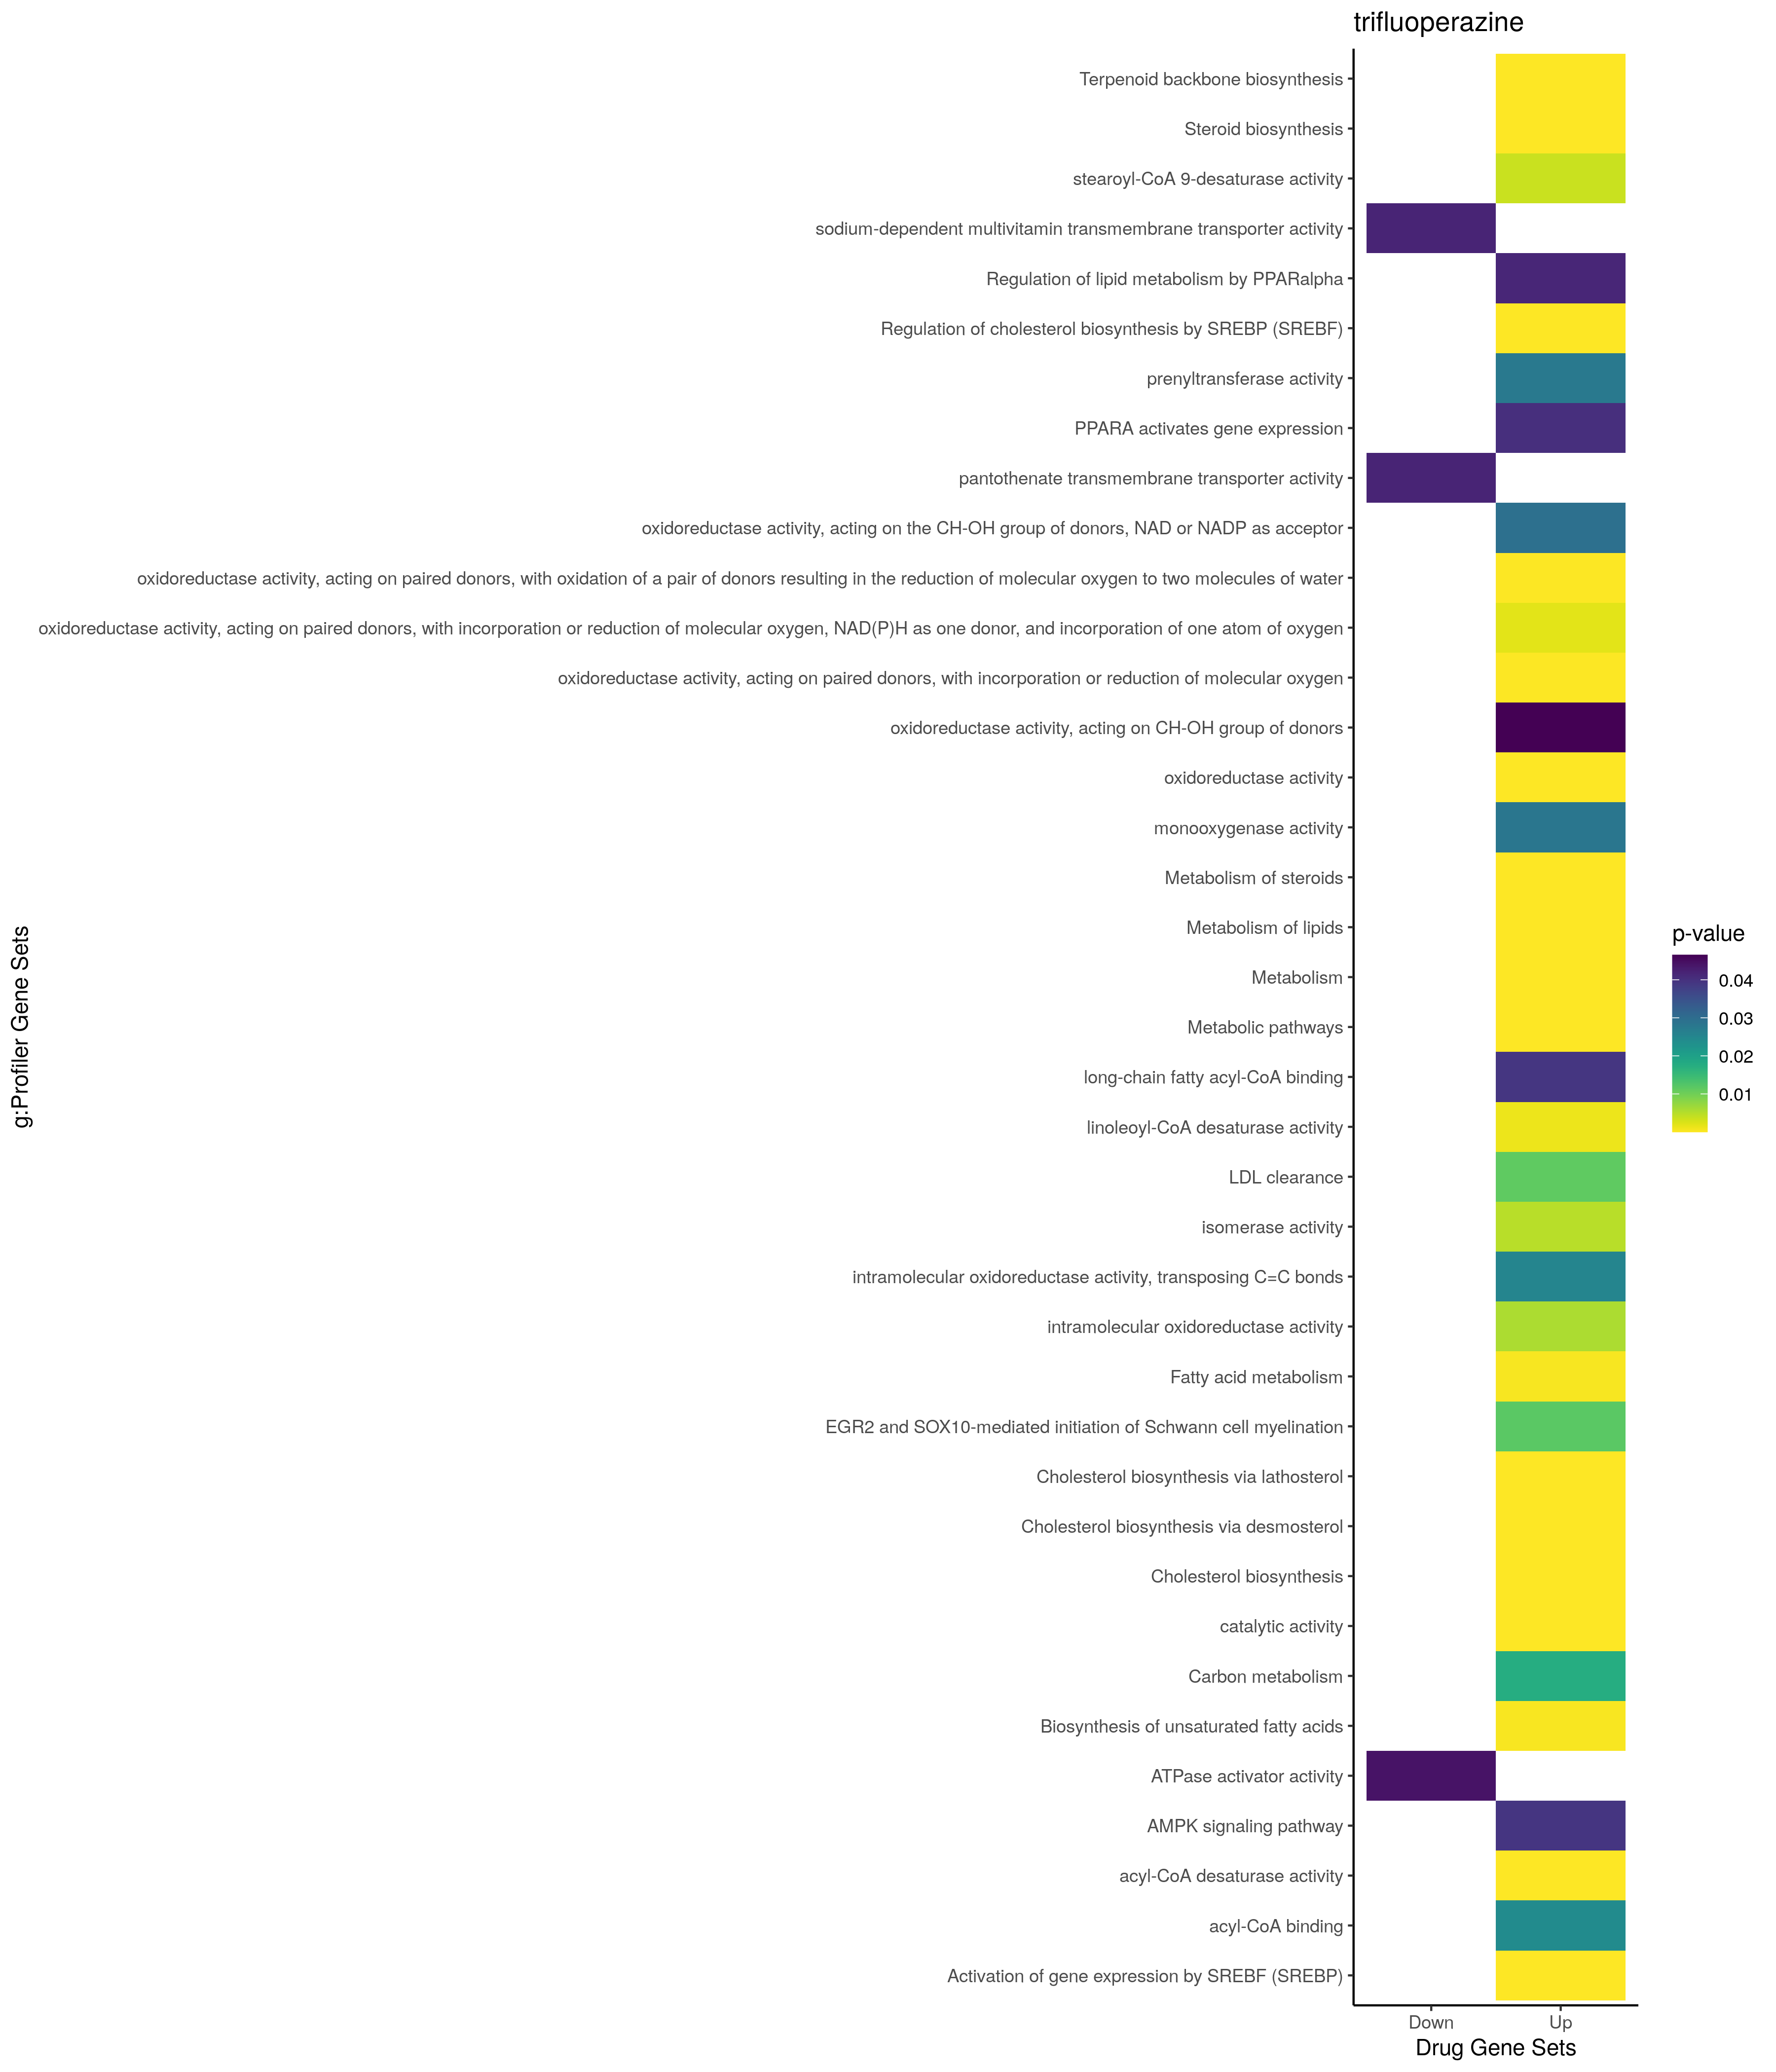 trifluoperazine
Terpenoid backbone biosynthesis
Steroid biosynthesis
stearoyl-CoA 9-desaturase activity
sodium-dependent multivitamin transmembrane transporter activity
Regulation of lipid metabolism by PPARalpha
Regulation of cholesterol biosynthesis by SREBP (SREBF)
prenyltransferase activity
PPARA activates gene expression
pantothenate transmembrane transporter activity
oxidoreductase activity, acting on the CH-OH group of donors, NAD or NADP as acceptor
oxidoreductase activity, acting on paired donors, with oxidation of a pair of donors resulting in the reduction of molecular oxygen to two molecules of water
oxidoreductase activity, acting on paired donors, with incorporation or reduction of molecular oxygen, NAD(P)H as one donor, and incorporation of one atom of oxygen
oxidoreductase activity, acting on paired donors, with incorporation or reduction of molecular oxygen
oxidoreductase activity, acting on CH-OH group of donors
oxidoreductase activity
monooxygenase activity
Metabolism of steroids
Metabolism of lipids
Metabolism
Metabolic pathways
long-chain fatty acyl-CoA binding
linoleoyl-CoA desaturase activity
LDL clearance
isomerase activity
intramolecular oxidoreductase activity, transposing C=C bonds
intramolecular oxidoreductase activity
Fatty acid metabolism
EGR2 and SOX10-mediated initiation of Schwann cell myelination
Cholesterol biosynthesis via lathosterol
Cholesterol biosynthesis via desmosterol
Cholesterol biosynthesis
catalytic activity
Carbon metabolism
Biosynthesis of unsaturated fatty acids
ATPase activator activity
AMPK signaling pathway
acyl-CoA desaturase activity
acyl-CoA binding
Activation of gene expression by SREBF (SREBP)
g:Profiler Gene Sets
Down
Up
Drug Gene Sets
p-value
0.04
0.03
0.02
0.01